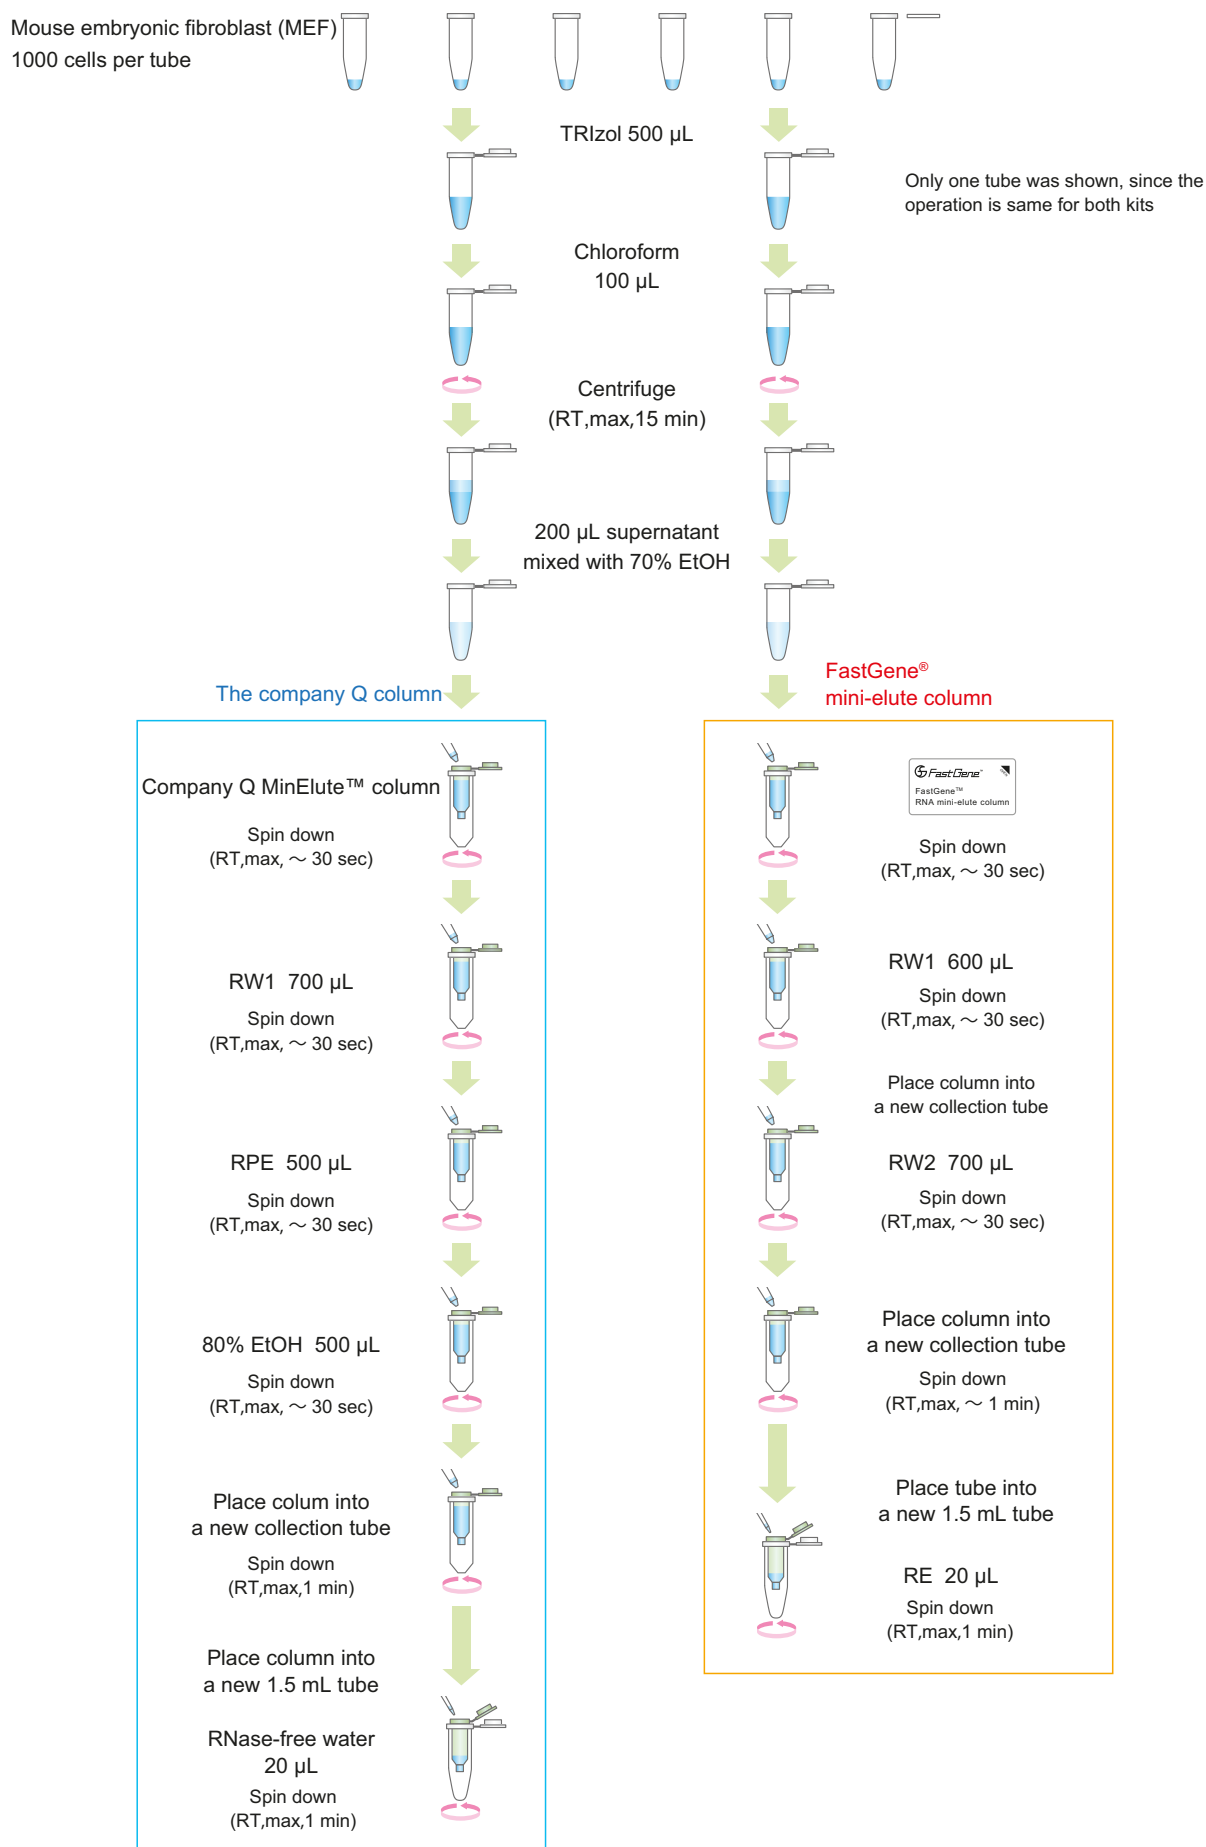 Mouse embryonic fibroblast (MEF)
1000 cells per tube
TRIzol 500 µL
Only one tube was shown, since the
operation is same for both kits
Chloroform
100 µL
Centrifuge
(RT,max,15 min)
200 µL supernatant
mixed with 70% EtOH
The company Q column
Company Q MinElute™ column
Spin down
(RT,max, ～ 30 sec)
RW1 700 µL
Spin down
(RT,max, ～ 30 sec)
RPE 500 µL
Spin down
(RT,max, ～ 30 sec)
80% EtOH 500 µL
Spin down
(RT,max, ～ 30 sec)
Place colum into
a new collection tube
Spin down
(RT,max,1 min)
Place column into
a new 1.5 mL tube
RNase-free water
20 µL
Spin down
(RT,max,1 min)
FastGene®
mini-elute column
FastGene™
FastGene™
RNA mini-elute column
Spin down
(RT,max, ～ 30 sec)
RW1 600 µL
Spin down
(RT,max, ～ 30 sec)
Place column into
a new collection tube
RW2 700 µL
Spin down
(RT,max, ～ 30 sec)
Place column into
a new collection tube
Spin down
(RT,max, ～ 1 min)
Place tube into
a new 1.5 mL tube
RE 20 µL
Spin down
(RT,max,1 min)